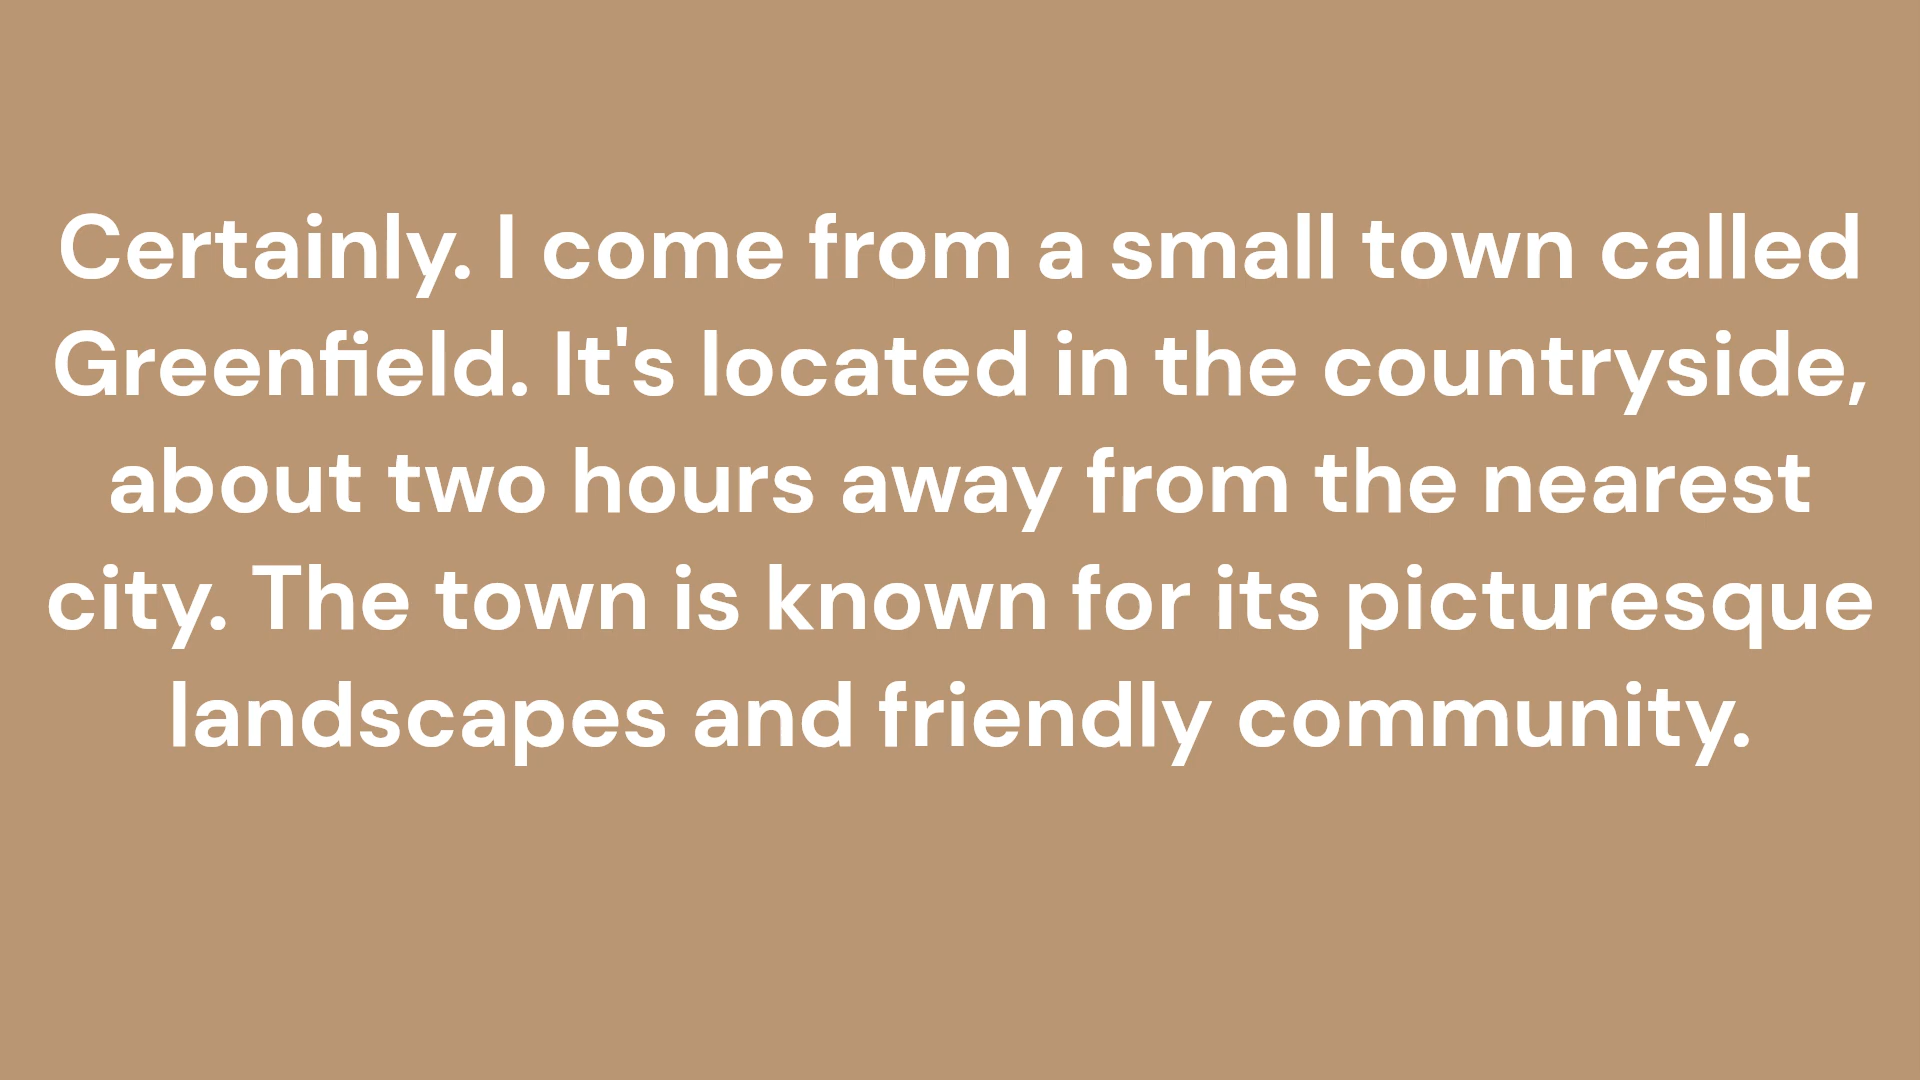 Certainly. I come from a small town called
Greenfield. It's located in the countryside,
about two hours away from the nearest
city. The town is known for its picturesque
landscapes and friendly community.